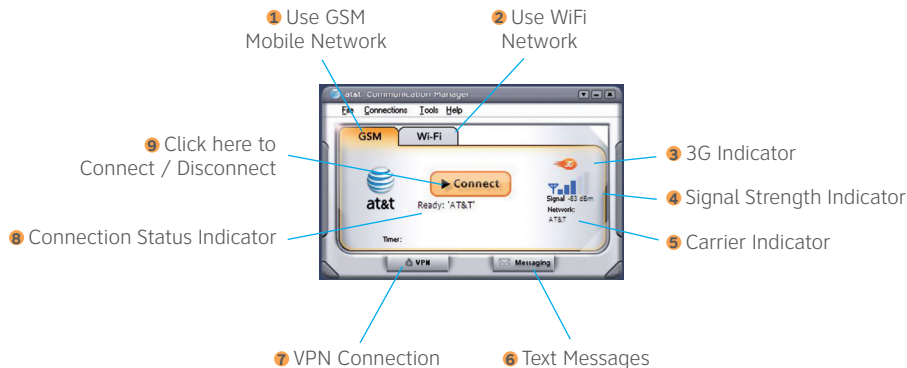 1 Use GSM
Mobile Network
2 Use WiFi
Network
at&t Communication Manager
File Connections Tools Help
GSM Wi-Fi
9 Click here to
Connect / Disconnect
3G
3 3G Indicator
Connect
4 Signal Strength Indicator
at&t
Ready: 'AT&T'
Signal -63 dBm
Network:
AT&T
8 Connection Status Indicator
5 Carrier Indicator
Timer:
VPN
Messaging
7 VPN Connection
6 Text Messages